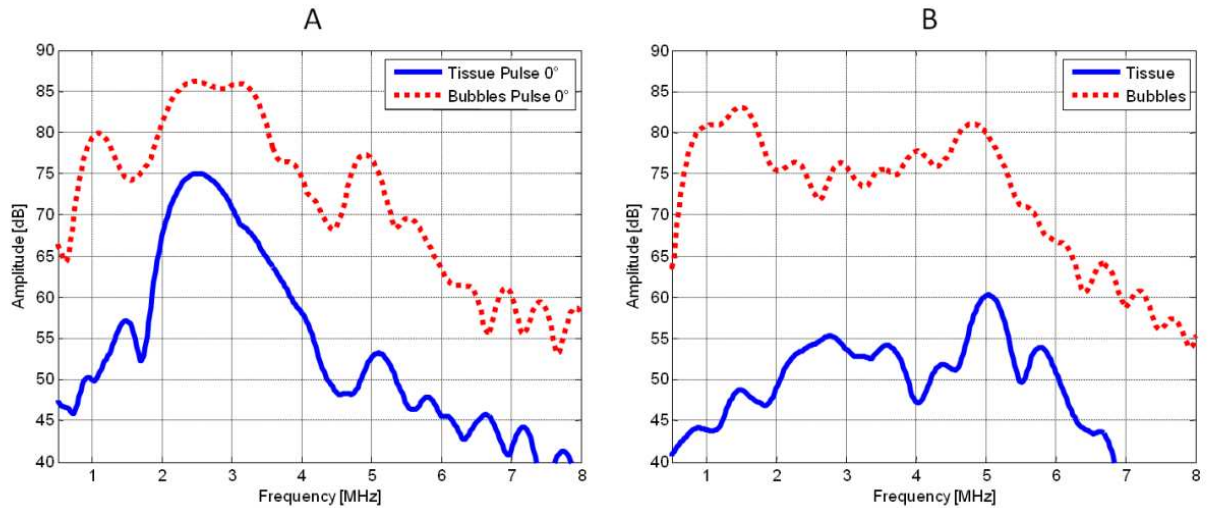 A
90
85
80
75
70
65
60
55
50
45
40
Amplitude [dB]
Tissue Pulse 0°
Bubbles Pulse 0°
1 2 3 4 5 6 7 8
Frequency [MHz]
B
90
85
80
75
70
65
60
55
50
45
40
Amplitude [dB]
Tissue
Bubbles
1 2 3 4 5 6 7 8
Frequency [MHz]